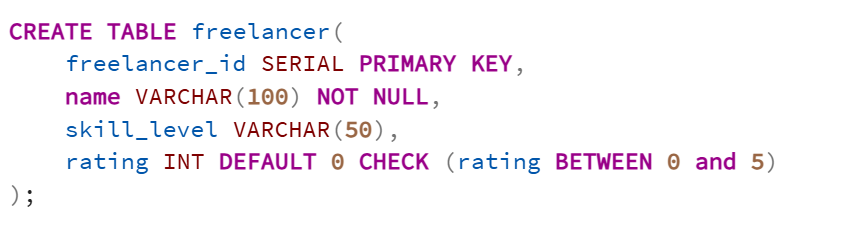 CREATE TABLE freelancer(
freelancer_id SERIAL PRIMARY KEY,
name VARCHAR(100) NOT NULL,
skill_level VARCHAR(50),
rating INT DEFAULT 0 CHECK (rating BETWEEN 0 and 5)
);